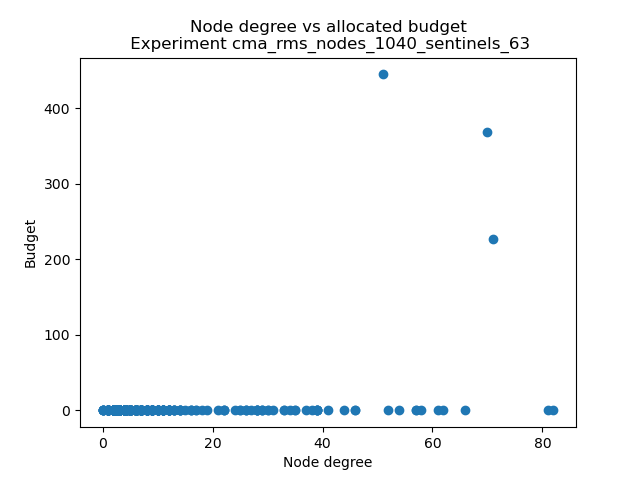 Node degree vs allocated budget
Experiment cma_rms_nodes_1040_sentinels_63
400
300
200
100
0
Budget
0 20 40 60 80
Node degree